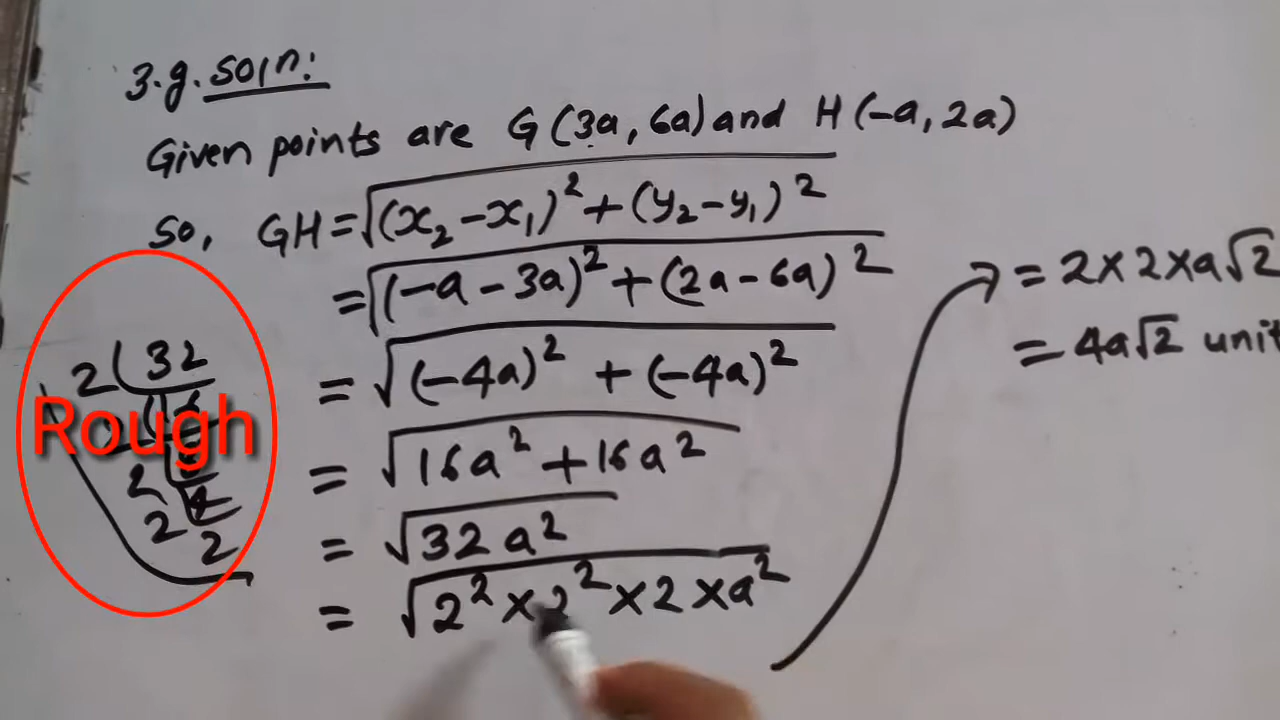 3.g. Soln:
Given points are G(3a, 6a) and H(-a, 2a)
So, GH = √(x₂-x₁)² + (y₂-y₁)²
= √(-a-3a)² + (2a-6a)²
= √(-4a)² + (-4a)²
= √16a² + 16a²
= √32a²
= √2² × 2² × 2 × a²
= 2×2×a√2
= 4a√2 unit
2 32
Rough
2
2 4
2